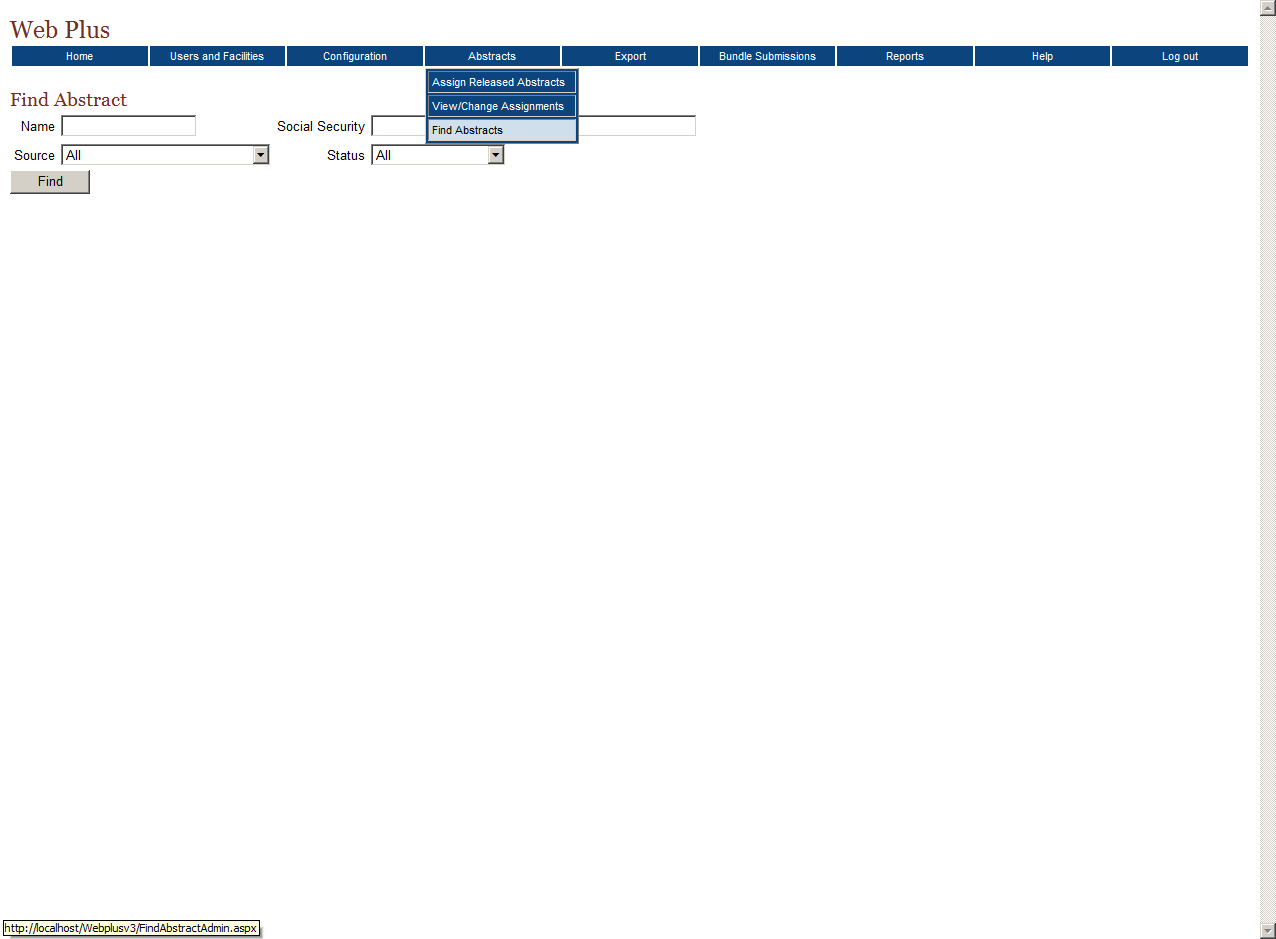 Web Plus
Home Users and Facilities Configuration Abstracts Export Bundle Submissions Reports Help Log out
Assign Released Abstracts
View/Change Assignments
Find Abstracts
Find Abstract
Name Social Security
Source All Status All
Find
http://localhost/Webplusv3/FindAbstractAdmin.aspx